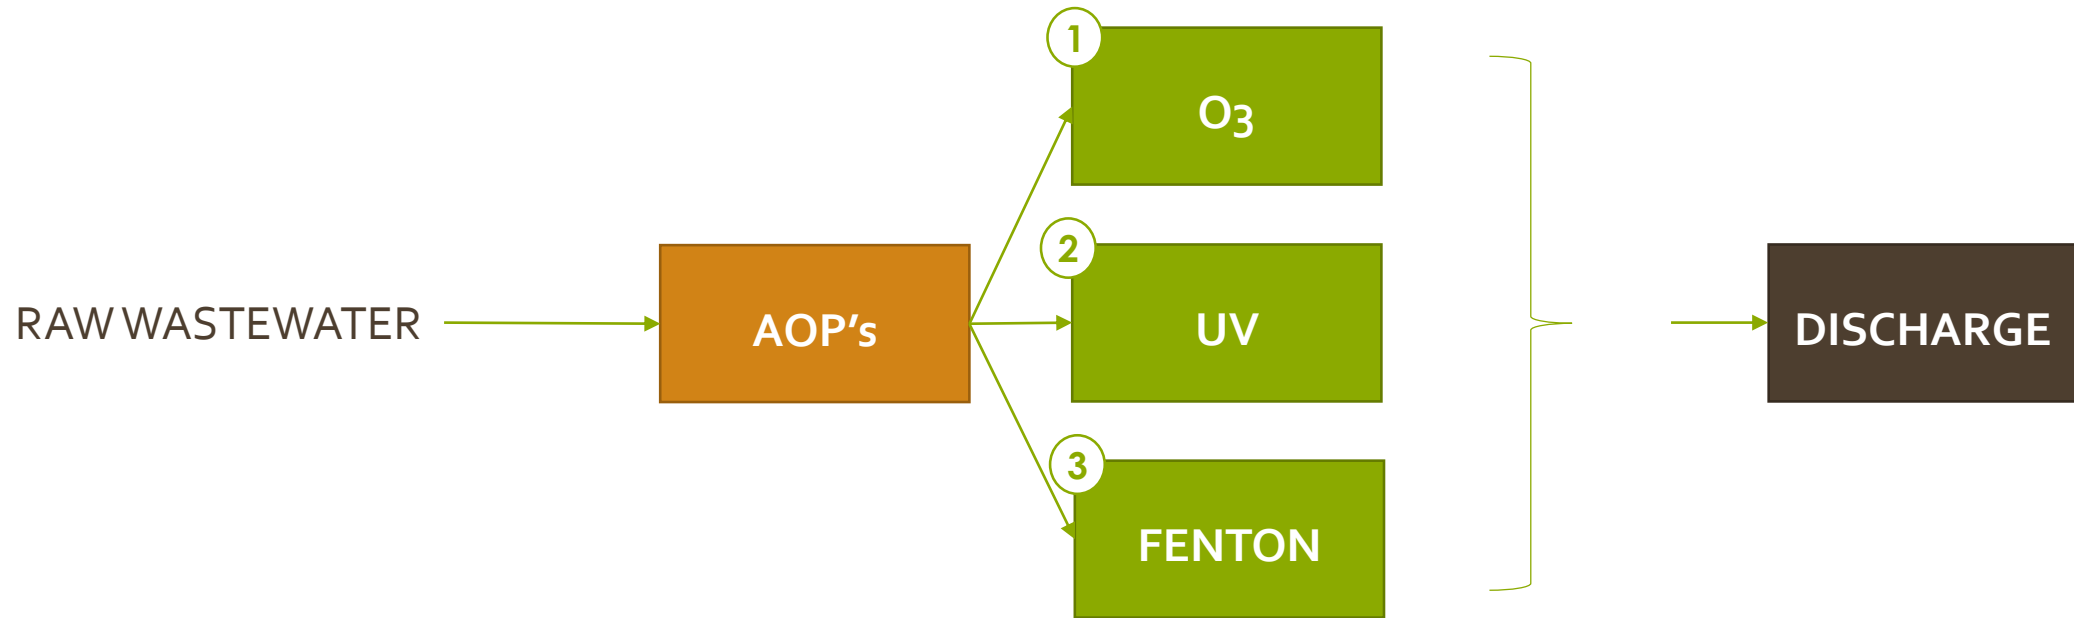 1
O3
2
RAW WASTEWATER
AOP's
UV
DISCHARGE
3
FENTON